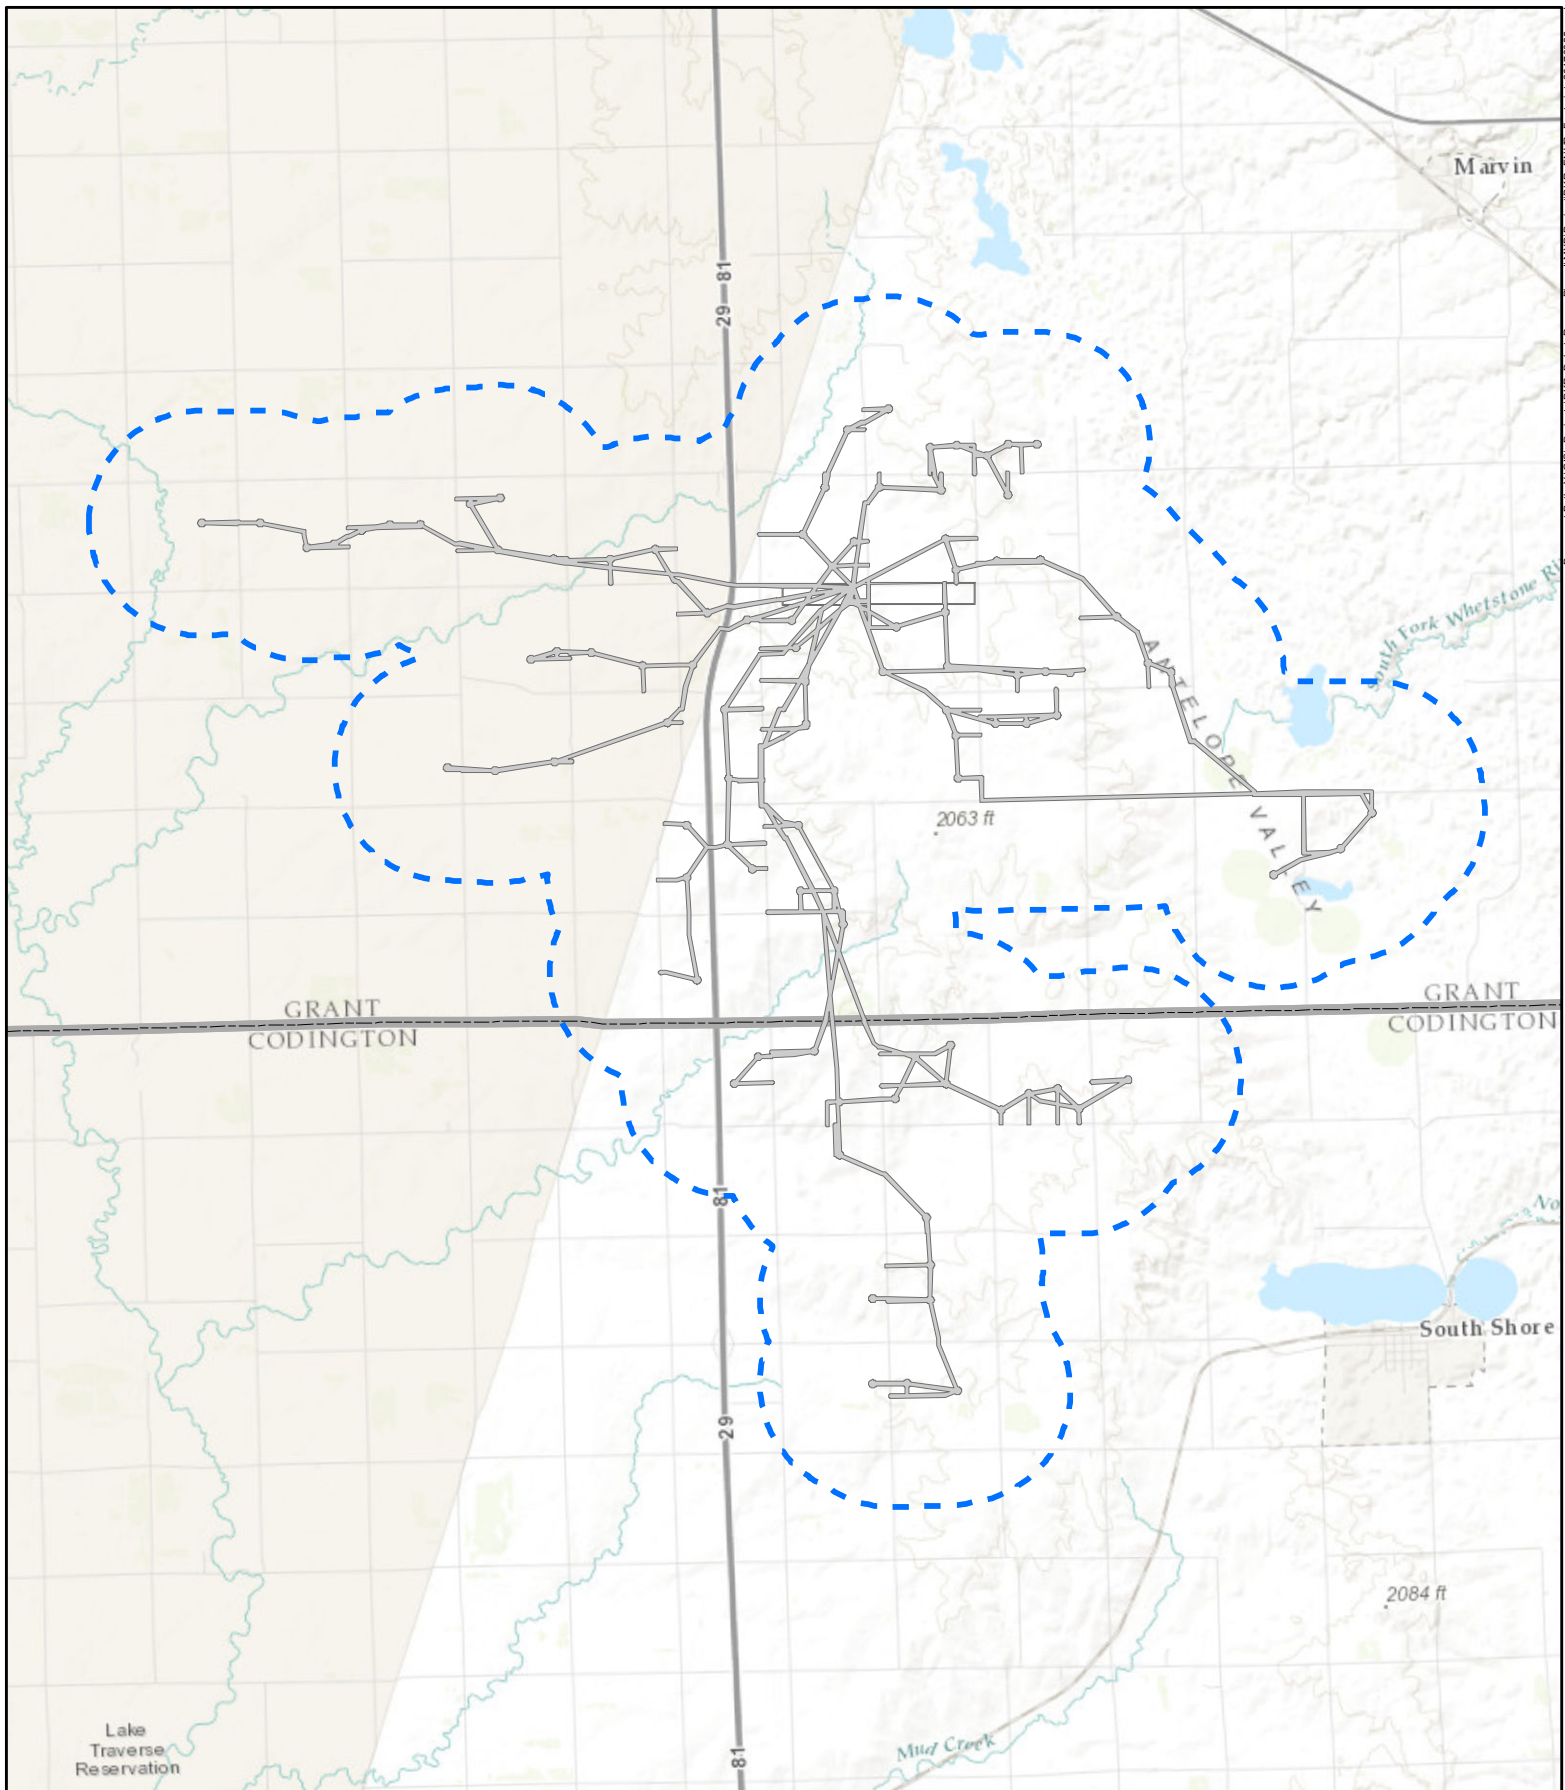 Marvin
81
29
South Fork Whetstone Ri
ANTELOPE VALLEY
2063 ft
GRANT
CODINGTON
GRANT
CODINGTON
81
No
South Shore
29
2084 ft
Lake
Traverse
Reservation
Mud Creek
81